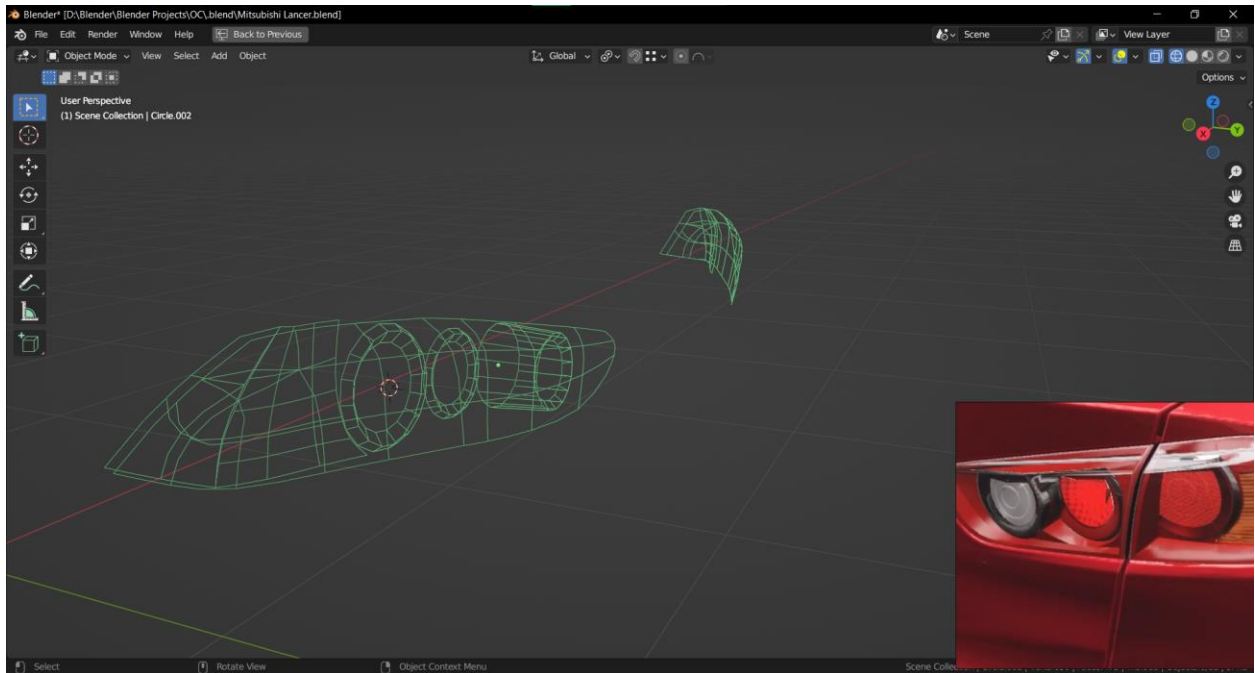 Blender* [D:\Blender\Blender Projects\OC\.blend\Mitsubishi Lancer.blend]
File Edit Render Window Help Back to Previous Scene View Layer
Object Mode View Select Add Object Global
Options
User Perspective
(1) Scene Collection | Circle.002
Z
Y
X
Select Rotate View Object Context Menu Scene